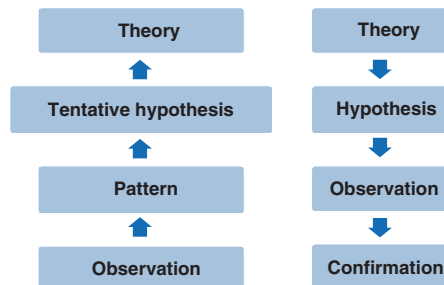 Theory
Tentative hypothesis
Pattern
Observation
Theory
Hypothesis
Observation
Confirmation